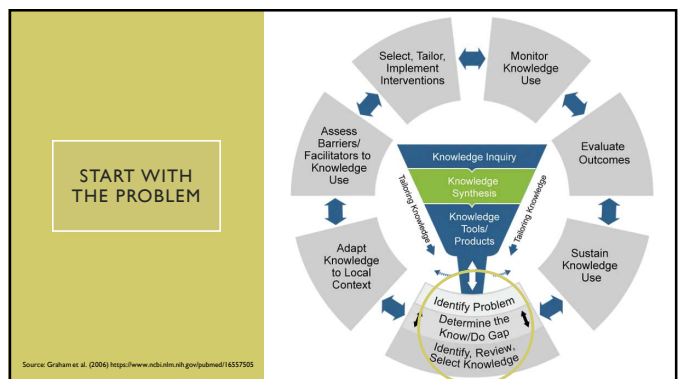 START WITH
THE PROBLEM
Source: Graham et al. (2006) https://www.ncbi.nlm.nih.gov/pubmed/16557505
Select, Tailor,
Implement
Interventions
Monitor
Knowledge
Use
Assess
Barriers/
Facilitators to
Knowledge
Use
Evaluate
Outcomes
Adapt
Knowledge
to Local
Context
Sustain
Knowledge
Use
Knowledge Inquiry
Knowledge
Synthesis
Knowledge
Tools/
Products
Tailoring Knowledge
Tailoring Knowledge
Identify Problem
Determine the
Know/Do Gap
Identify, Review,
Select Knowledge